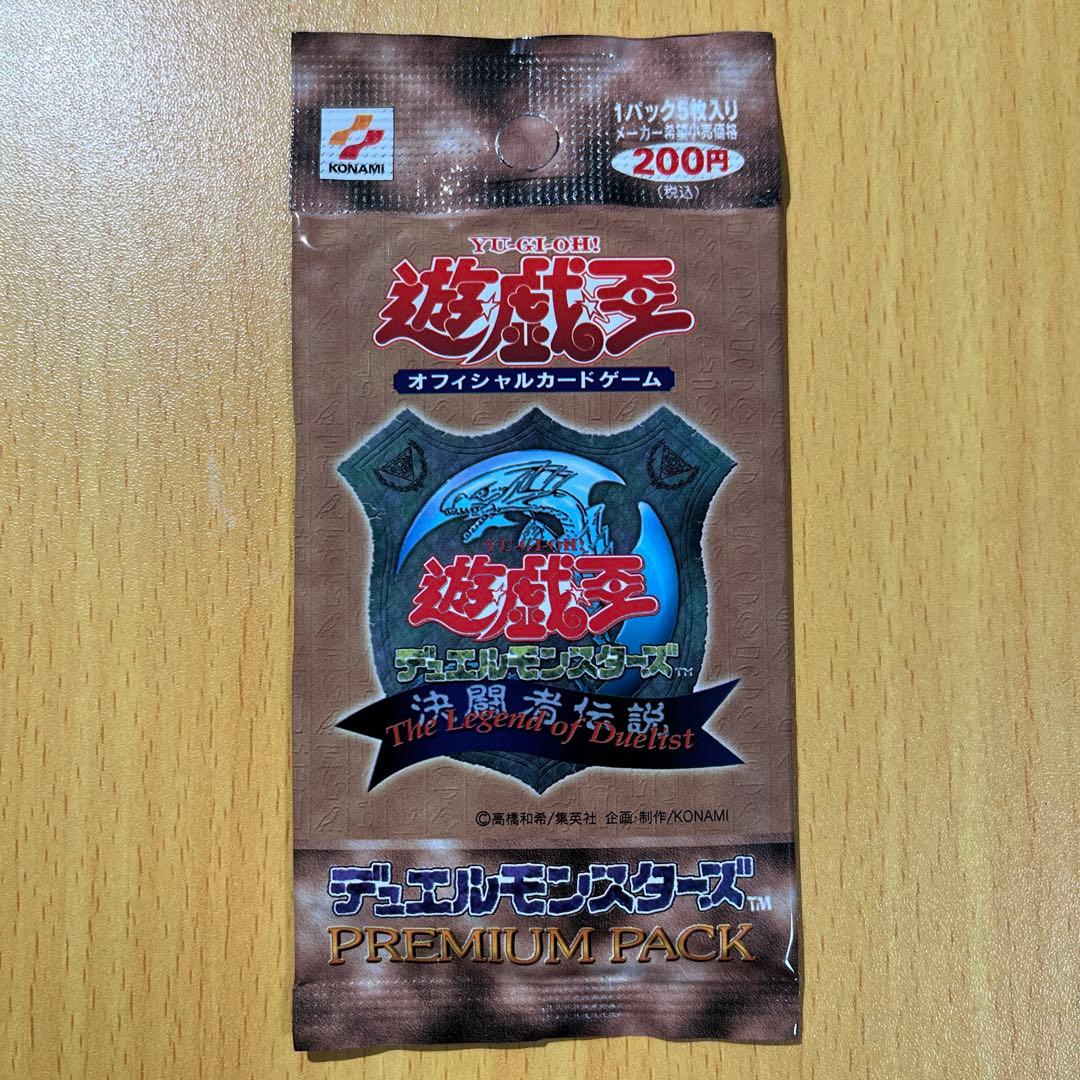 KONAMI
1パック5枚入り
メーカー希望小売価格
200円
(税込)
YU-GI-OH!
遊戯王
オフィシャルカードゲーム
YU-GI-OH!
遊戯王
デュエルモンスターズ™
決闘者伝説
The Legend of Duelist
©高橋和希/集英社 企画・制作/KONAMI
デュエルモンスターズ™
PREMIUM PACK